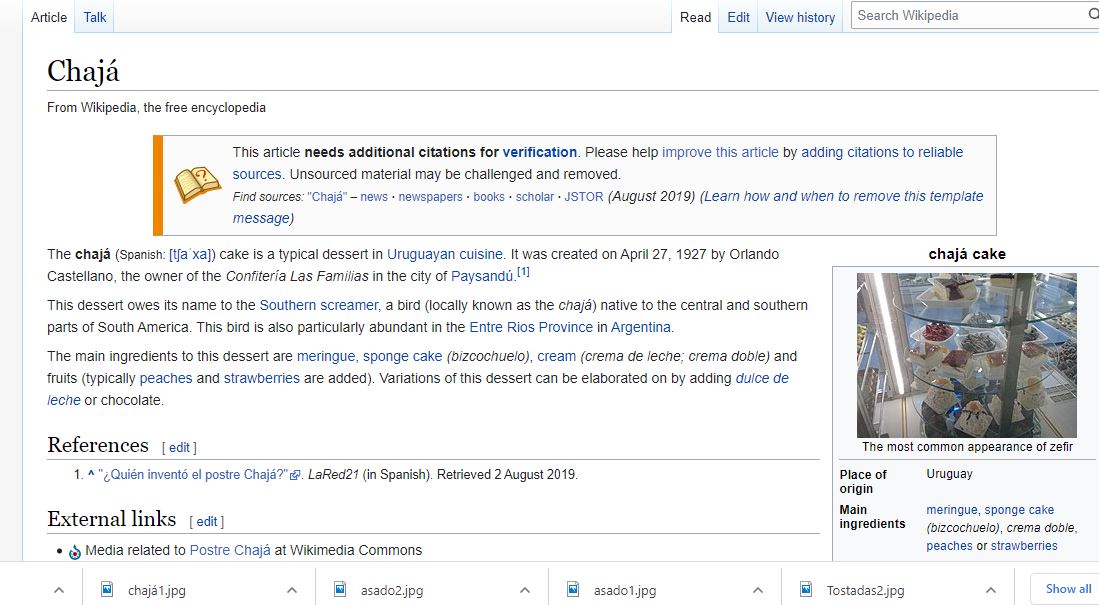 Article Talk Read Edit View history Search Wikipedia
Chajá
From Wikipedia, the free encyclopedia
This article needs additional citations for verification. Please help improve this article by adding citations to reliable
sources. Unsourced material may be challenged and removed.
Find sources: "Chajá" – news · newspapers · books · scholar · JSTOR (August 2019) (Learn how and when to remove this template
message)
The chajá (Spanish: [tʃaˈxa]) cake is a typical dessert in Uruguayan cuisine. It was created on April 27, 1927 by Orlando
Castellano, the owner of the Confitería Las Familias in the city of Paysandú.[1]
This dessert owes its name to the Southern screamer, a bird (locally known as the chajá) native to the central and southern
parts of South America. This bird is also particularly abundant in the Entre Rios Province in Argentina.
The main ingredients to this dessert are meringue, sponge cake (bizcochuelo), cream (crema de leche; crema doble) and
fruits (typically peaches and strawberries are added). Variations of this dessert can be elaborated on by adding dulce de
leche or chocolate.
References [ edit ]
1. ^ "¿Quién inventó el postre Chajá?". LaRed21 (in Spanish). Retrieved 2 August 2019.
External links [ edit ]
• Media related to Postre Chajá at Wikimedia Commons
chajá cake
The most common appearance of zefir
Place of Uruguay
origin
Main meringue, sponge cake
ingredients (bizcochuelo), crema doble,
peaches or strawberries
chajá1.jpg asado2.jpg asado1.jpg Tostadas2.jpg Show all